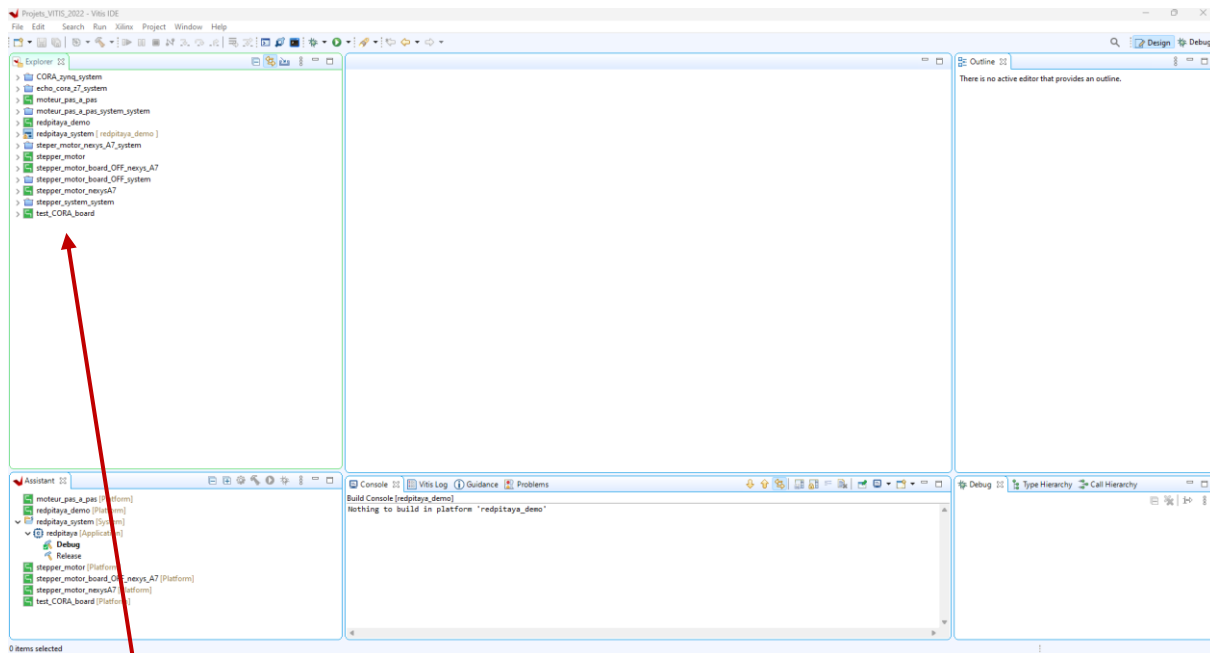 Projets_VITIS_2022 - Vitis IDE
File Edit Search Run Xilinx Project Window Help
Design Debug
Explorer
CORA_zynq_system
echo_cora_z7_system
moteur_pas_a_pas
moteur_pas_a_pas_system_system
redpitaya_demo
redpitaya_system [ redpitaya_demo ]
steper_motor_nexys_A7_system
stepper_motor
stepper_motor_board_OFF_nexys_A7
stepper_motor_board_OFF_system
stepper_motor_nexysA7
stepper_system_system
test_CORA_board
Outline
There is no active editor that provides an outline.
Assistant
moteur_pas_a_pas [Platform]
redpitaya_demo [Platform]
redpitaya_system [System]
redpitaya [Application]
Debug
Release
stepper_motor [Platform]
stepper_motor_board_OFF_nexys_A7 [Platform]
stepper_motor_nexysA7 [Platform]
test_CORA_board [Platform]
Console Vitis Log Guidance Problems
Build Console [redpitaya_demo]
Nothing to build in platform 'redpitaya_demo'
Debug Type Hierarchy Call Hierarchy
0 items selected